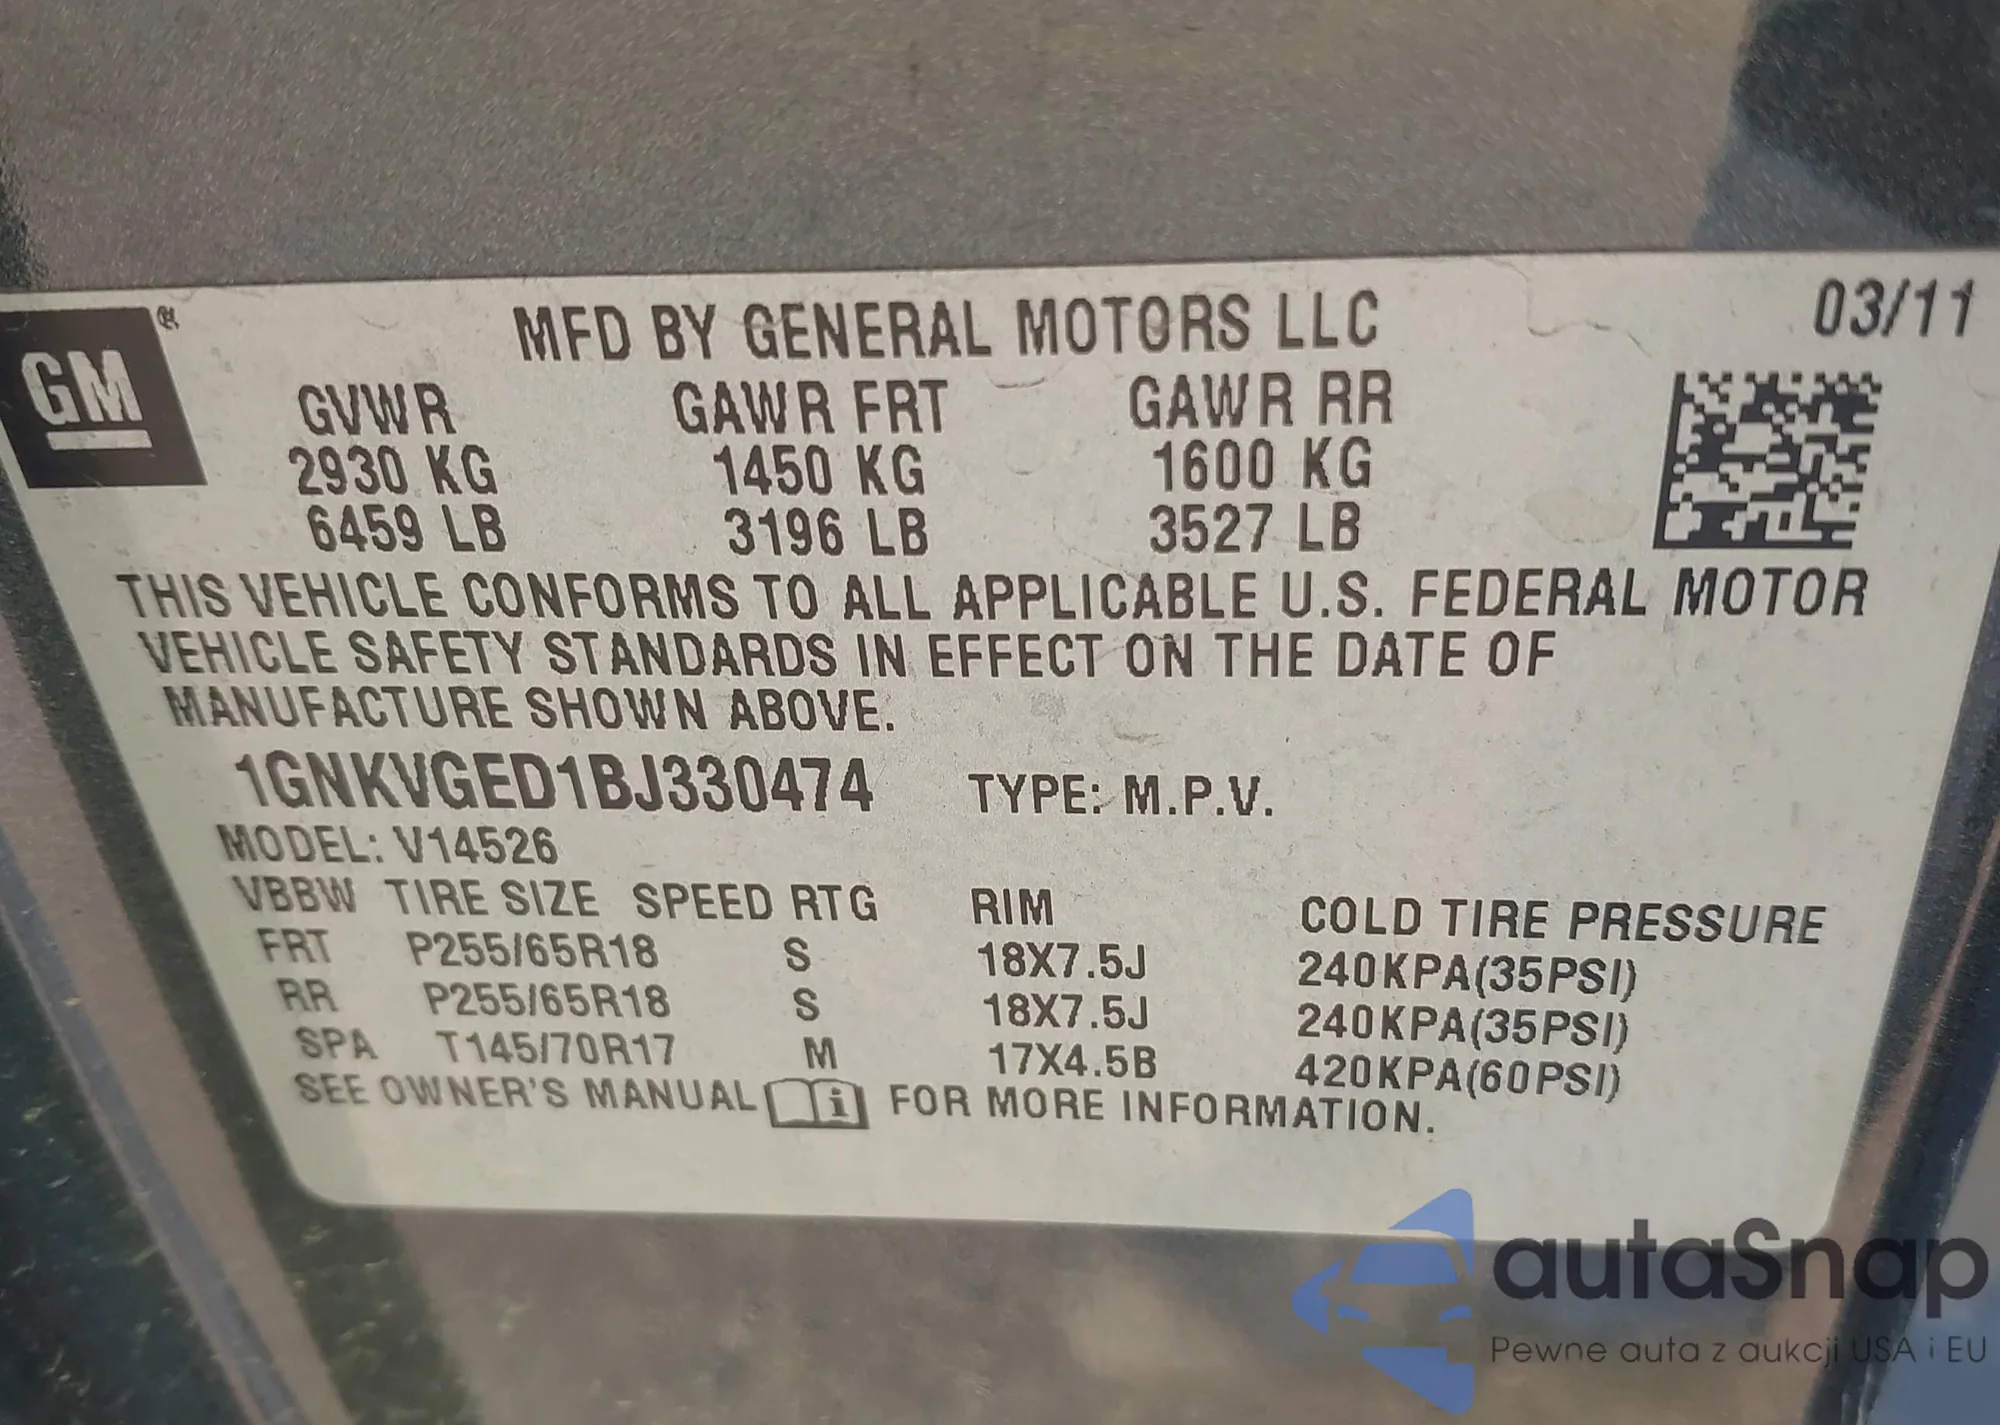 03/11
GM ®
MFD BY GENERAL MOTORS LLC
GVWR GAWR FRT GAWR RR
2930 KG 1450 KG 1600 KG
6459 LB 3196 LB 3527 LB
THIS VEHICLE CONFORMS TO ALL APPLICABLE U.S. FEDERAL MOTOR
VEHICLE SAFETY STANDARDS IN EFFECT ON THE DATE OF
MANUFACTURE SHOWN ABOVE.
1GNKVGED1BJ330474 TYPE: M.P.V.
MODEL: V14526
VBBW TIRE SIZE SPEED RTG RIM COLD TIRE PRESSURE
FRT P255/65R18 S 18X7.5J 240KPA(35PSI)
RR P255/65R18 S 18X7.5J 240KPA(35PSI)
SPA T145/70R17 M 17X4.5B 420KPA(60PSI)
SEE OWNER'S MANUAL i FOR MORE INFORMATION.
autaSnap
Pewne auta z aukcji USA i EU